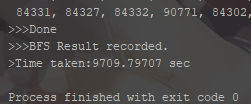 84331, 84327, 84332, 90771, 84302,
>>>Done
>>>BFS Result recorded.
>Time taken:9709.79707 sec
Process finished with exit code 0